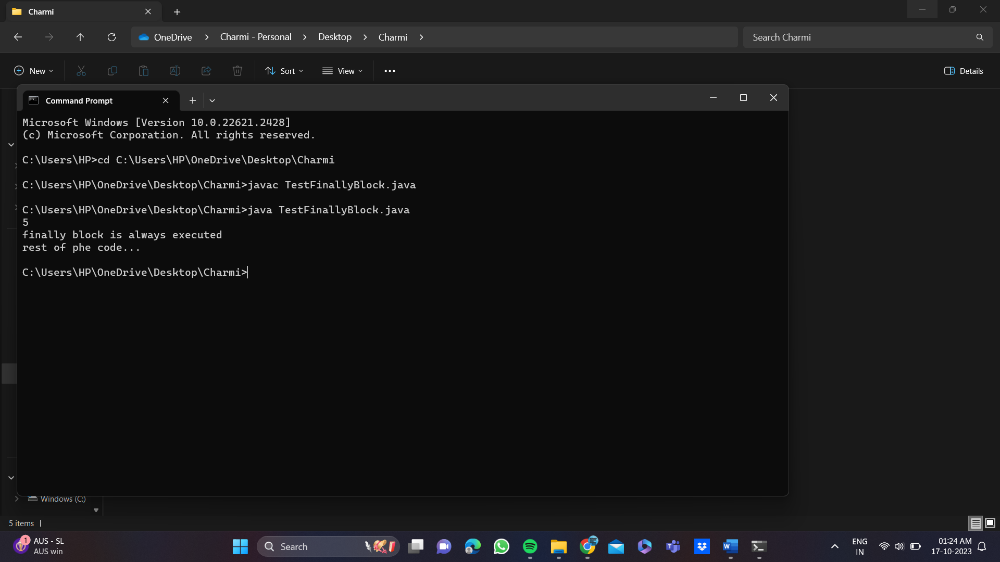 Charmi
OneDrive > Charmi - Personal > Desktop > Charmi >
Search Charmi
New
Sort
View
Details
Command Prompt
Microsoft Windows [Version 10.0.22621.2428]
(c) Microsoft Corporation. All rights reserved.
C:\Users\HP>cd C:\Users\HP\OneDrive\Desktop\Charmi
C:\Users\HP\OneDrive\Desktop\Charmi>javac TestFinallyBlock.java
C:\Users\HP\OneDrive\Desktop\Charmi>java TestFinallyBlock.java
5
finally block is always executed
rest of phe code...
C:\Users\HP\OneDrive\Desktop\Charmi>
Windows (C:)
5 items
1
AUS - SL
AUS win
Search
ENG
IN
01:24 AM
17-10-2023